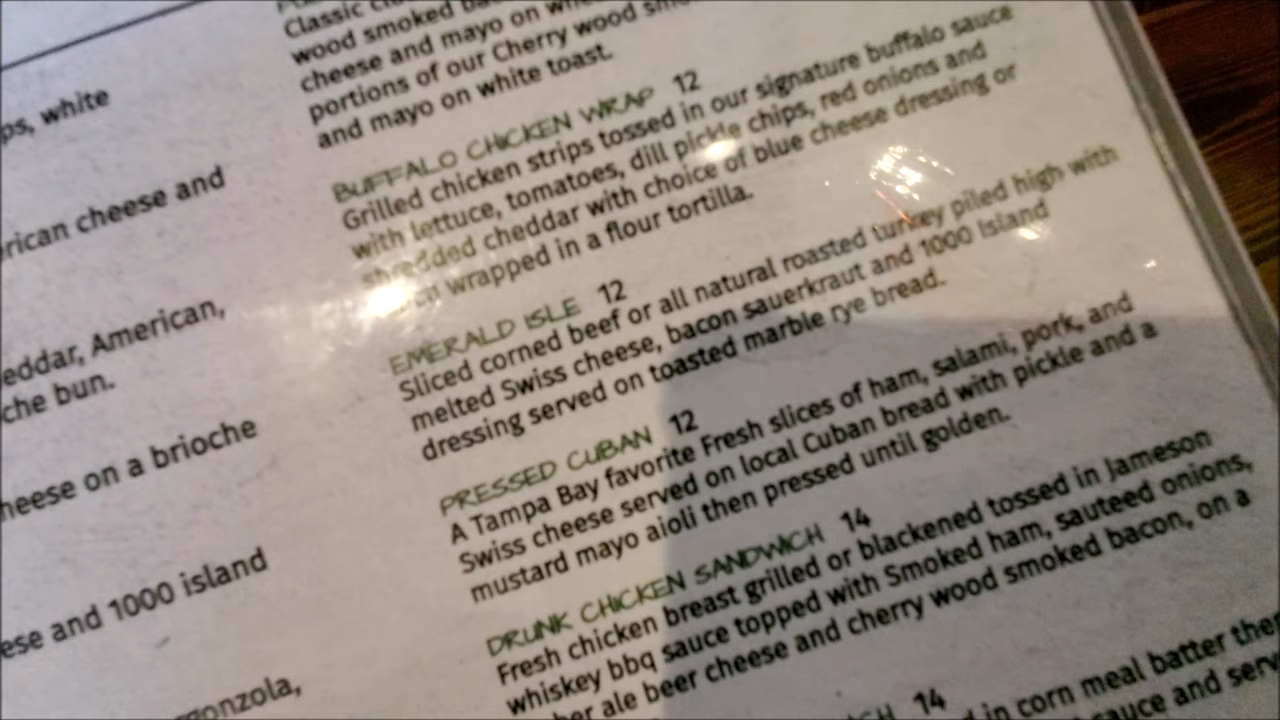 ps, white
rican cheese and
eddar, American,
che bun.
heese on a brioche
ese and 1000 island
onzola,
Classic
wood smoked
cheese and mayo on
portions of our Cherry wood
and mayo on white toast.
BUFFALO CHICKEN WRAP 12
Grilled chicken strips tossed in our signature buffalo sauce
with lettuce, tomatoes, dill pickle chips, red onions and
shredded cheddar with choice of blue cheese dressing or
wrapped in a flour tortilla.
EMERALD ISLE 12
Sliced corned beef or all natural roasted turkey piled high with
melted Swiss cheese, bacon sauerkraut and 1000 Island
dressing served on toasted marble rye bread.
PRESSED CUBAN 12
A Tampa Bay favorite Fresh slices of ham, salami, pork, and
Swiss cheese served on local Cuban bread with pickle and a
mustard mayo aioli then pressed until golden.
DRUNK CHICKEN SANDWICH 14
Fresh chicken breast grilled or blackened tossed in Jameson
whiskey bbq sauce topped with Smoked ham, sauteed onions,
ber ale beer cheese and cherry wood smoked bacon, on a
14
in corn meal batter then
sauce and